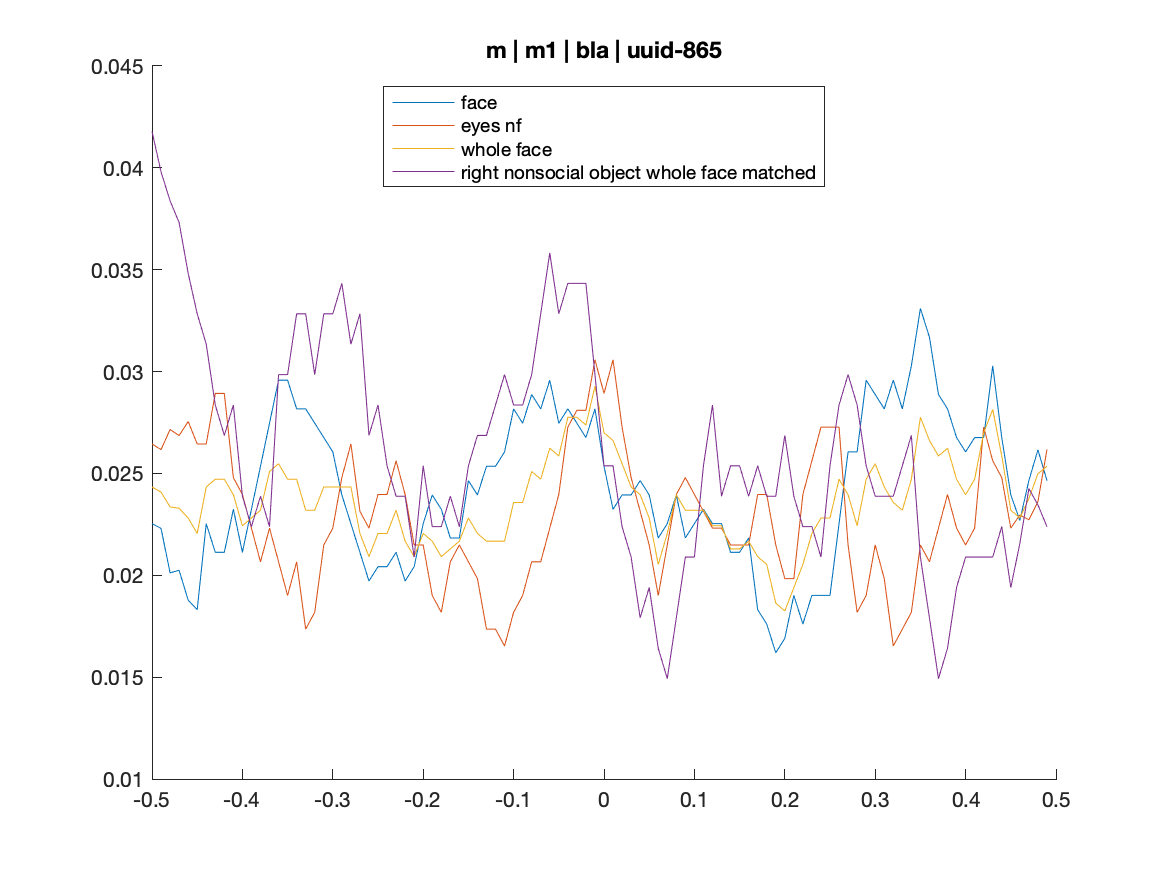 m | m1 | bla | uuid-865
0.045
face
eyes nf
whole face
right nonsocial object whole face matched
0.04
0.035
0.03
0.025
0.02
0.015
0.01
-0.5 -0.4 -0.3 -0.2 -0.1 0 0.1 0.2 0.3 0.4 0.5